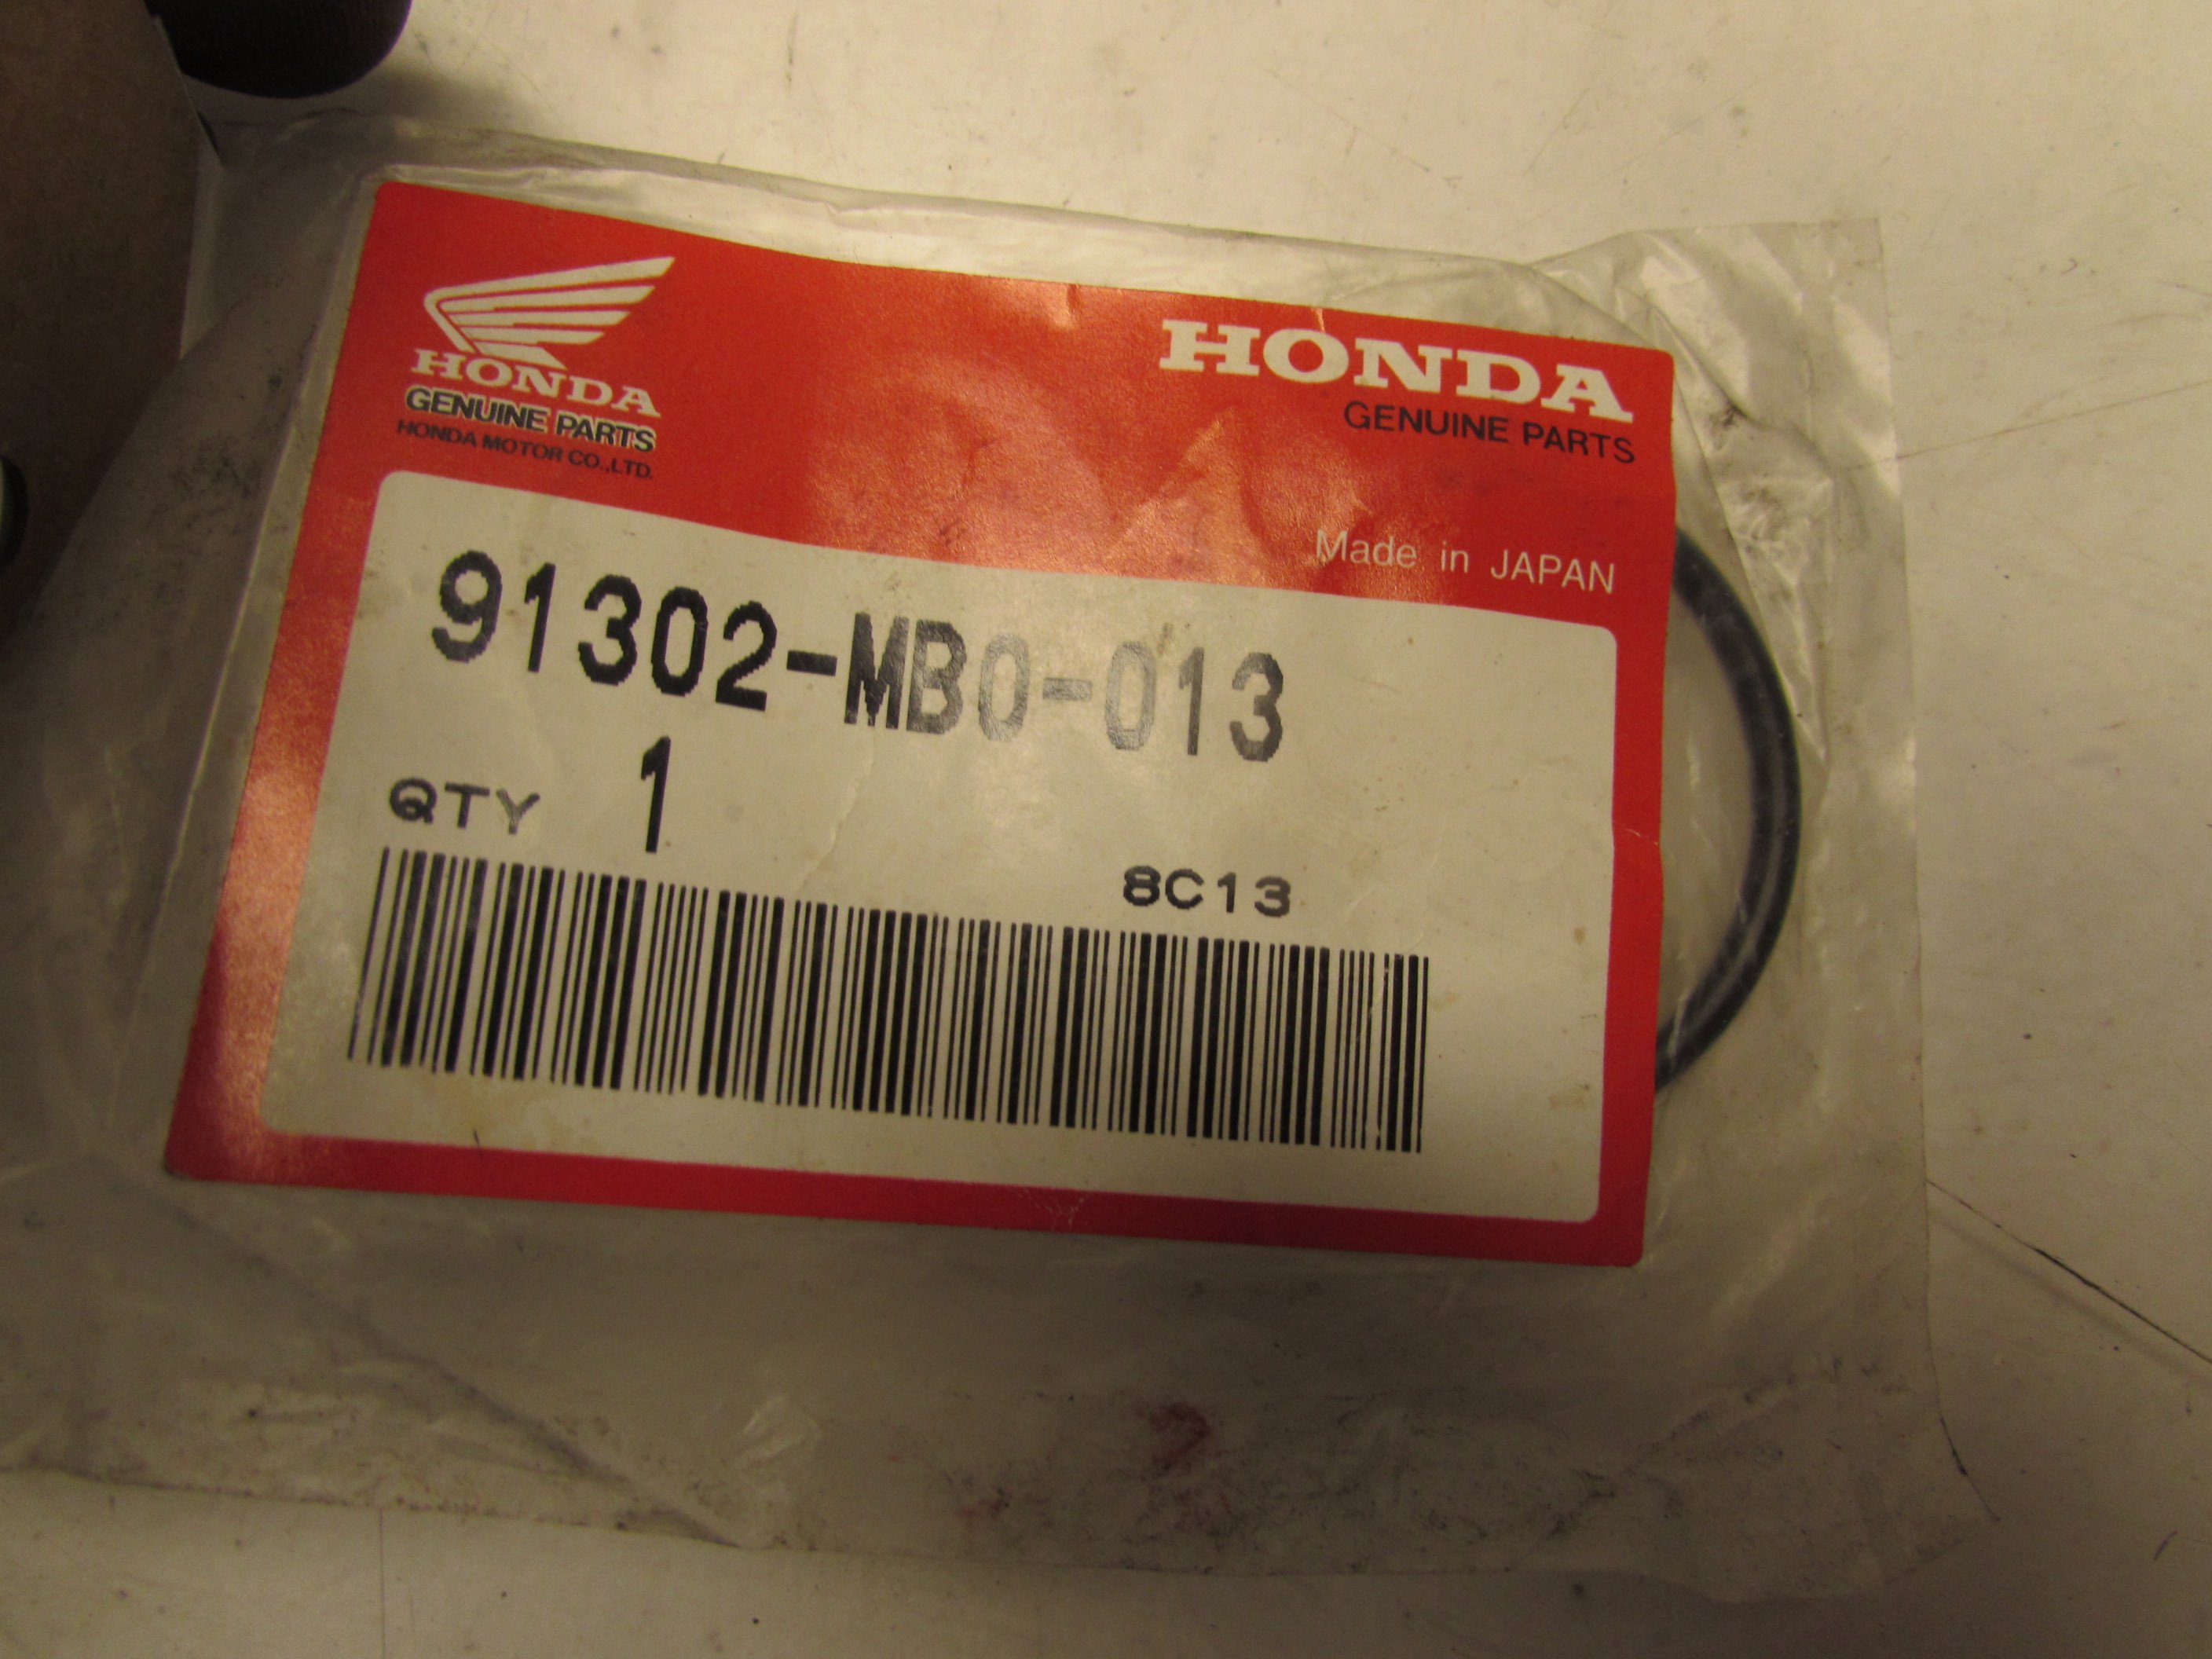 HONDA
GENUINE PARTS
HONDA MOTOR CO.,LTD.
HONDA
GENUINE PARTS
Made in JAPAN
91302-MB0-013
QTY 1
8C13